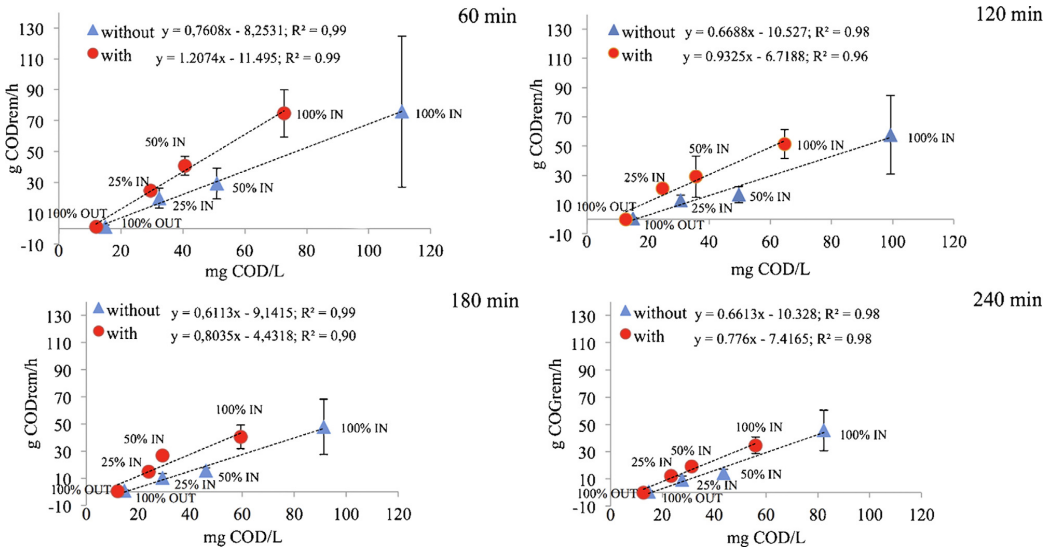 60 min
130
110
90
70
50
30
10
-10
g CODrem/h
without y = 0,7608x - 8,2531; R² = 0,99
with y = 1.2074x - 11.495; R² = 0.99
100% IN
100% IN
50% IN
50% IN
25% IN
25% IN
100% OUT
100% OUT
0 20 40 60 80 100 120
mg COD/L
120 min
130
110
90
70
50
30
10
-10
g CODrem/h
without y = 0.6688x - 10.527; R² = 0.98
with y = 0.9325x - 6.7188; R² = 0.96
100% IN
100% IN
50% IN
50% IN
25% IN
25% IN
100% OUT
100% OUT
0 20 40 60 80 100 120
mg COD/L
180 min
130
110
90
70
50
30
10
-10
g CODrem/h
without y = 0,6113x - 9,1415; R² = 0,99
with y = 0,8035x - 4,4318; R² = 0,90
100% IN
100% IN
50% IN
50% IN
25% IN
25% IN
100% OUT
100% OUT
0 20 40 60 80 100 120
mg COD/L
240 min
130
110
90
70
50
30
10
-10
g COGrem/h
without y = 0.6613x - 10.328; R² = 0.98
with y = 0.776x - 7.4165; R² = 0.98
100% IN
100% IN
50% IN
50% IN
25% IN
25% IN
100% OUT
100% OUT
0 20 40 60 80 100 120
mg COD/L